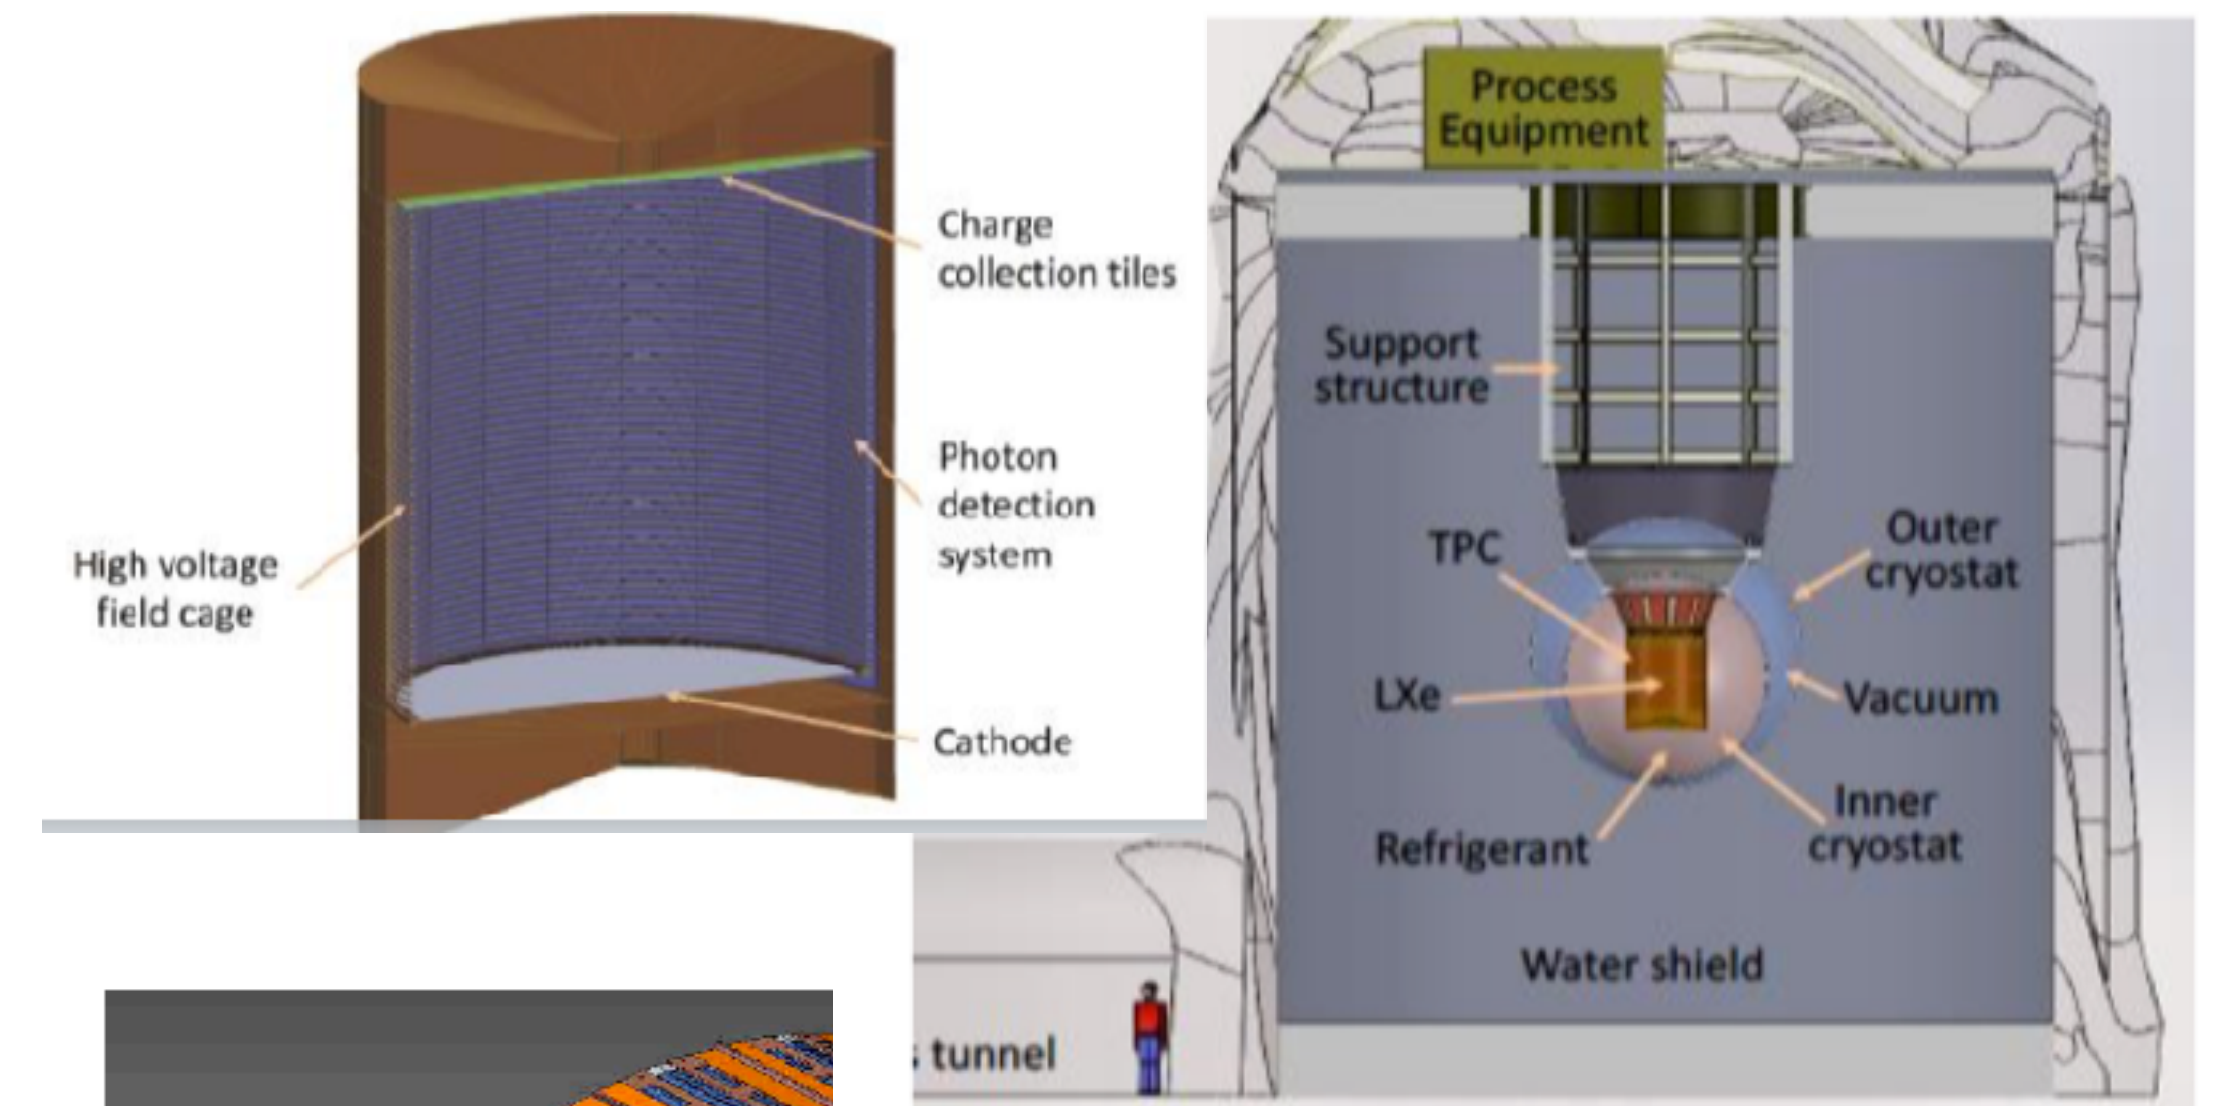 Charge
collection tiles
Photon
detection
system
High voltage
field cage
Cathode
Process
Equipment
Support
structure
TPC
Outer
cryostat
LXe
Vacuum
Inner
cryostat
Refrigerant
Water shield
tunnel